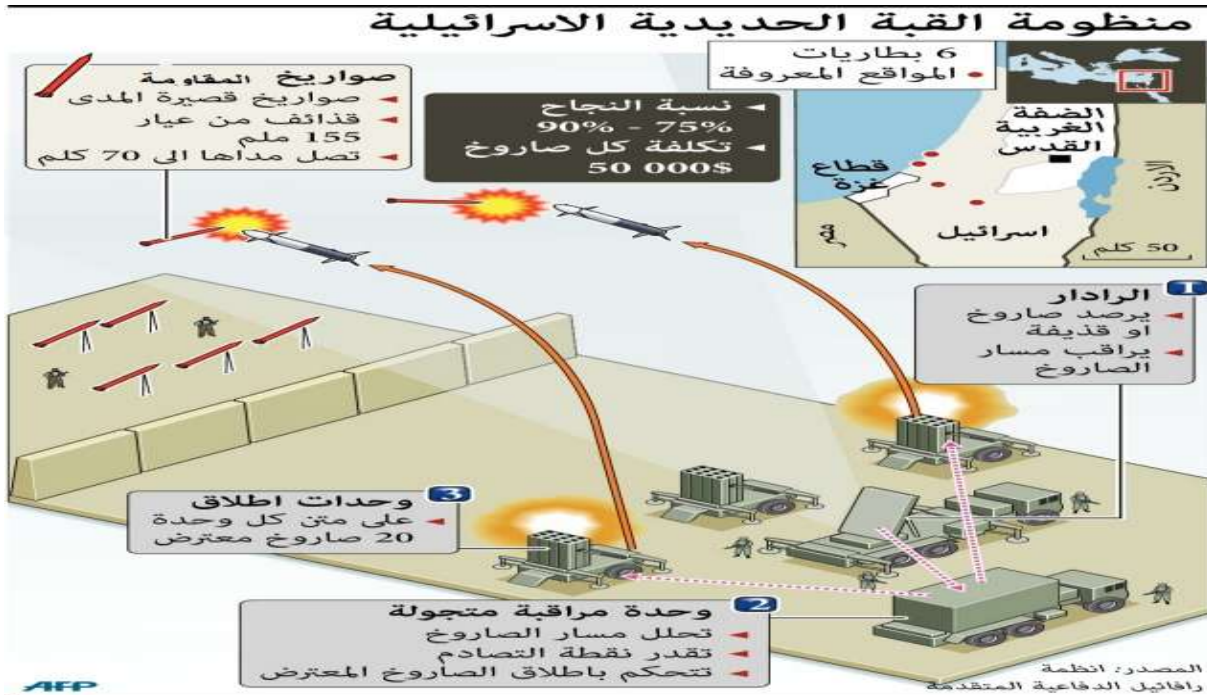 منظومة القبة الحديدية الاسرائيلية
6 بطاريات
المواقع المعروفة
الضفة
الغربية
القدس
قطاع
غزة
الاردن
مصر
اسرائيل
50 كلم
صواريخ المقاومة
صواريخ قصيرة المدى
قذائف من عيار
155 ملم
تصل مداها الى 70 كلم
نسبة النجاح
90% - 75%
تكلفة كل صاروخ
50 000$
1
الرادار
يرصد صاروخ
او قذيفة
يراقب مسار
الصاروخ
3
وحدات اطلاق
على متن كل وحدة
20 صاروخ معترض
2
وحدة مراقبة متجولة
تحلل مسار الصاروخ
تقدر نقطة التصادم
تتحكم باطلاق الصاروخ المعترض
المصدر: انظمة
رافائيل الدفاعية المتقدمة
AFP